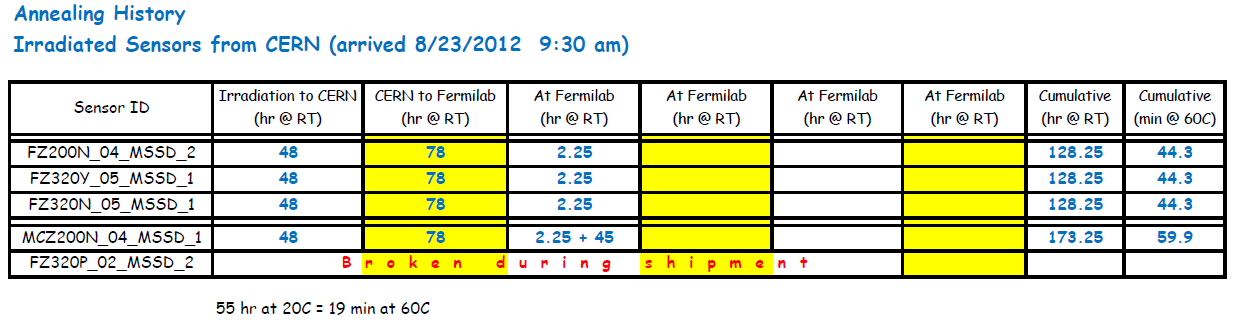 Annealing History
Irradiated Sensors from CERN (arrived 8/23/2012 9:30 am)
Sensor ID Irradiation to CERN (hr @ RT) CERN to Fermilab (hr @ RT) At Fermilab (hr @ RT) At Fermilab (hr @ RT) At Fermilab (hr @ RT) At Fermilab (hr @ RT) Cumulative (hr @ RT) Cumulative (min @ 60C)
FZ200N_04_MSSD_2 48 78 2.25 128.25 44.3
FZ320Y_05_MSSD_1 48 78 2.25 128.25 44.3
FZ320N_05_MSSD_1 48 78 2.25 128.25 44.3
MCZ200N_04_MSSD_1 48 78 2.25 + 45 173.25 59.9
FZ320P_02_MSSD_2 Broken during shipment
55 hr at 20C = 19 min at 60C